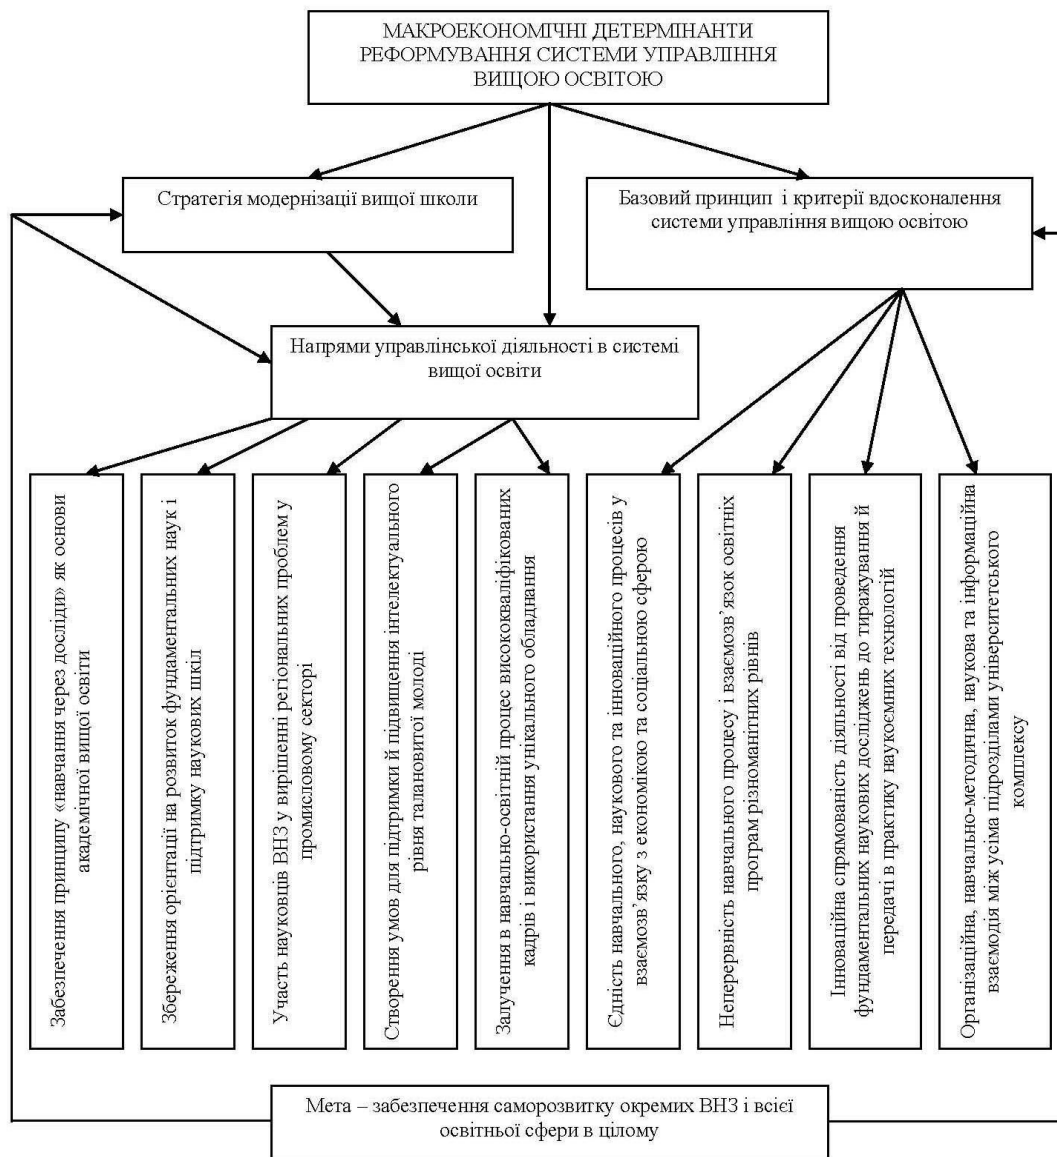 МАКРОЕКОНОМІЧНІ ДЕТЕРМІНАНТИ
РЕФОРМУВАННЯ СИСТЕМИ УПРАВЛІННЯ
ВИЩОЮ ОСВІТОЮ
Стратегія модернізації вищої школи
Базовий принцип і критерії вдосконалення
системи управління вищою освітою
Напрями управлінської діяльності в системі
вищої освіти
Забезпечення принципу «навчання через досліди» як основи
академічної вищої освіти
Збереження орієнтації на розвиток фундаментальних наук і
підтримку наукових шкіл
Участь науковців ВНЗ у вирішенні регіональних проблем у
промисловому секторі
Створення умов для підтримки й підвищення інтелектуального
рівня талановитої молоді
Залучення в навчально-освітній процес висококваліфікованих
кадрів і використання унікального обладнання
Єдність навчального, наукового та інноваційного процесів у
взаємозв’язку з економікою та соціальною сферою
Неперервність навчального процесу і взаємозв’язок освітніх
програм різноманітних рівнів
Інноваційна спрямованість діяльності від проведення
фундаментальних наукових досліджень до тиражування й
передачі в практику наукоємних технологій
Організаційна, навчально-методична, наукова та інформаційна
взаємодія між усіма підрозділами університетського
комплексу
Мета – забезпечення саморозвитку окремих ВНЗ і всієї
освітньої сфери в цілому